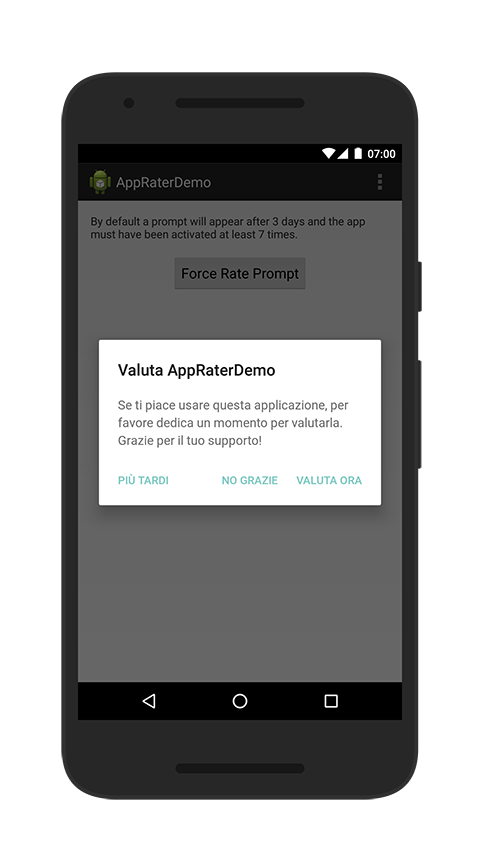 07:00
AppRaterDemo
By default a prompt will appear after 3 days and the app
must have been activated at least 7 times.
Force Rate Prompt
Valuta AppRaterDemo
Se ti piace usare questa applicazione, per
favore dedica un momento per valutarla.
Grazie per il tuo supporto!
PIÙ TARDI NO GRAZIE VALUTA ORA